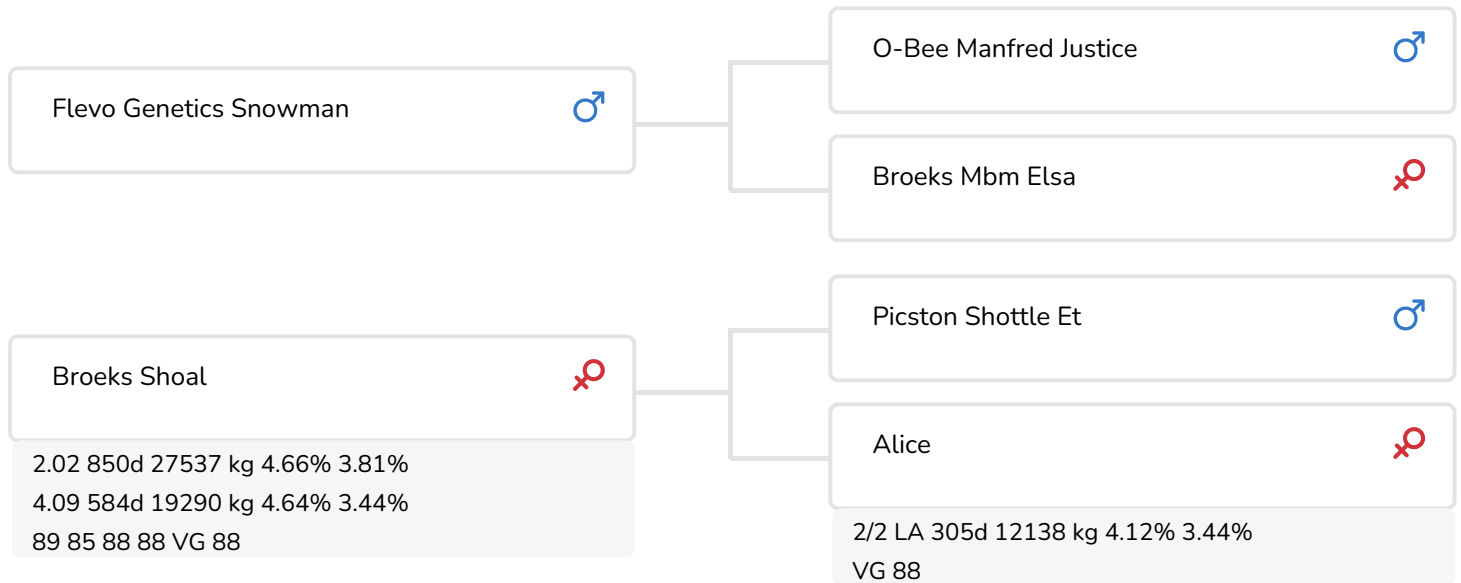 O-Bee Manfred Justice
Flevo Genetics Snowman
Broeks Mbm Elsa
Picston Shottle Et
Broeks Shoal
2.02 850d 27537 kg 4.66% 3.81%
4.09 584d 19290 kg 4.64% 3.44%
89 85 88 88 VG 88
Alice
2/2 LA 305d 12138 kg 4.12% 3.44%
VG 88